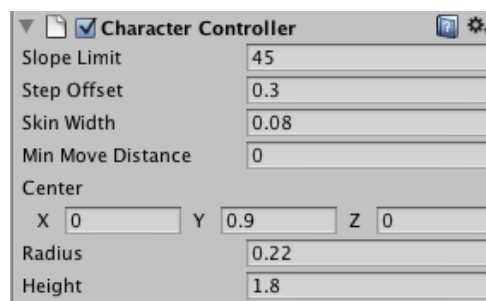 Character Controller
Slope Limit 45
Step Offset 0.3
Skin Width 0.08
Min Move Distance 0
Center
X 0 Y 0.9 Z 0
Radius 0.22
Height 1.8